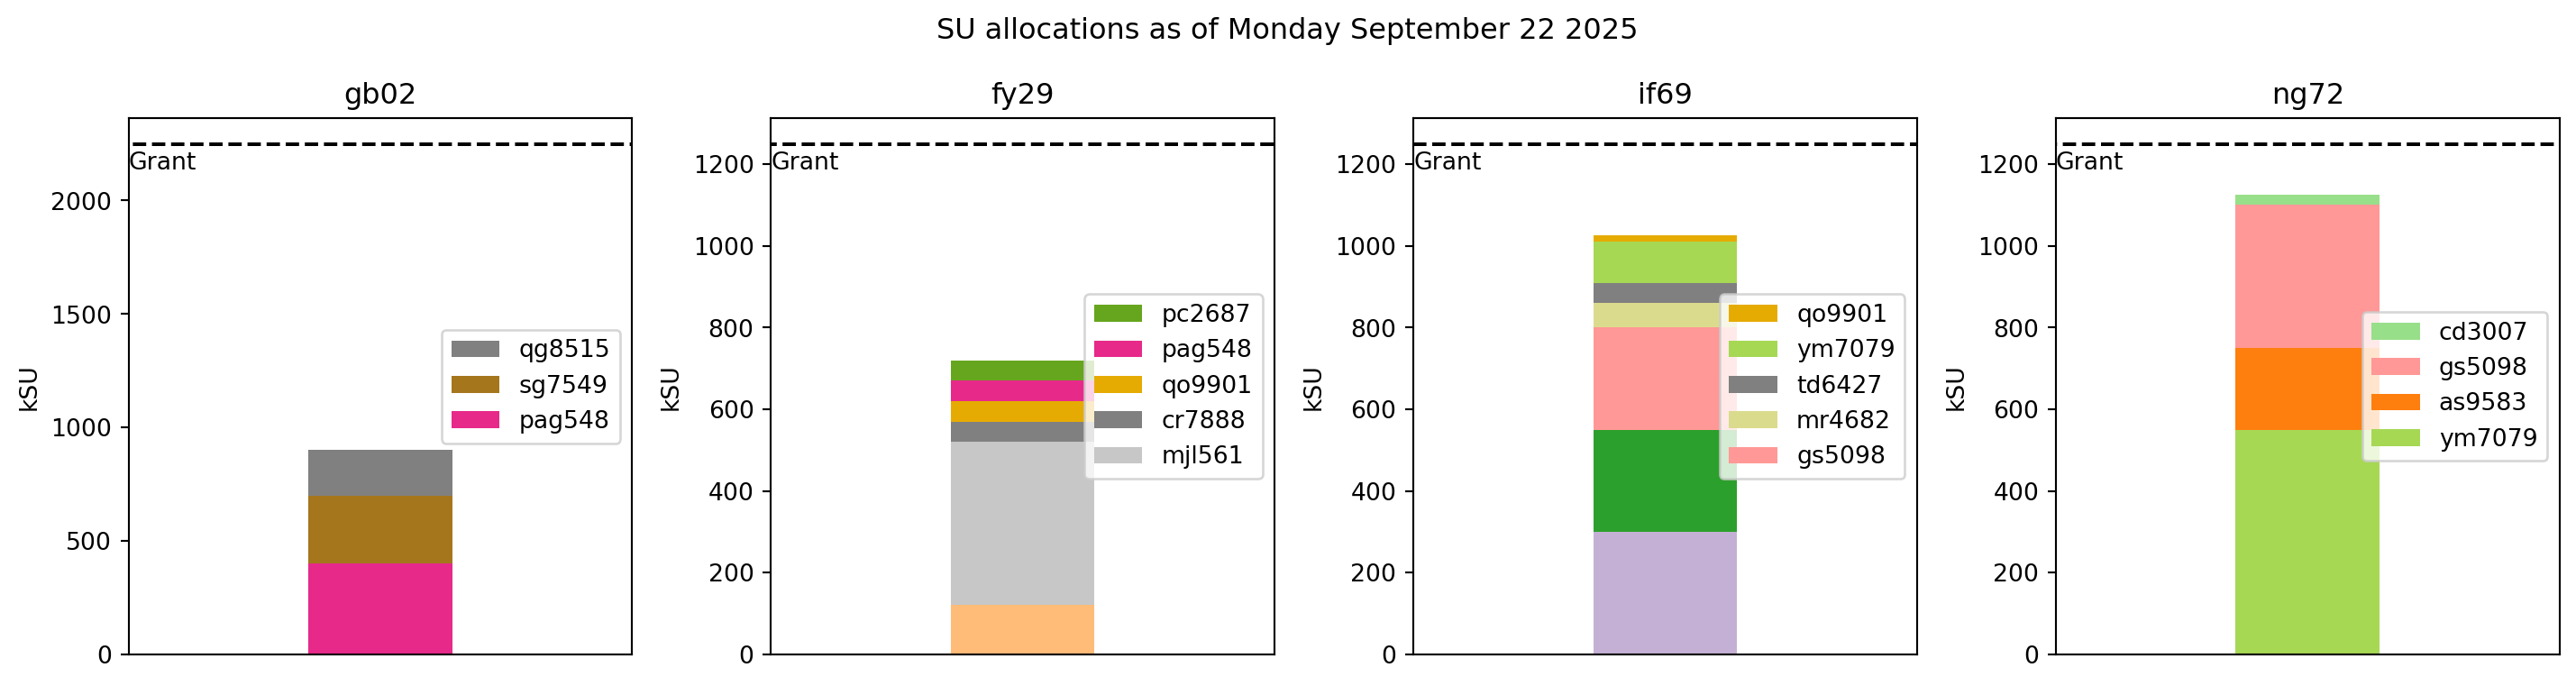 SU allocations as of Monday September 22 2025
gb02
Grant
2000
1500
1000
500
0
kSU
qg8515
sg7549
pag548
fy29
Grant
1200
1000
800
600
400
200
0
kSU
pc2687
pag548
qo9901
cr7888
mjl561
if69
Grant
1200
1000
800
600
400
200
0
kSU
qo9901
ym7079
td6427
mr4682
gs5098
ng72
Grant
1200
1000
800
600
400
200
0
kSU
cd3007
gs5098
as9583
ym7079